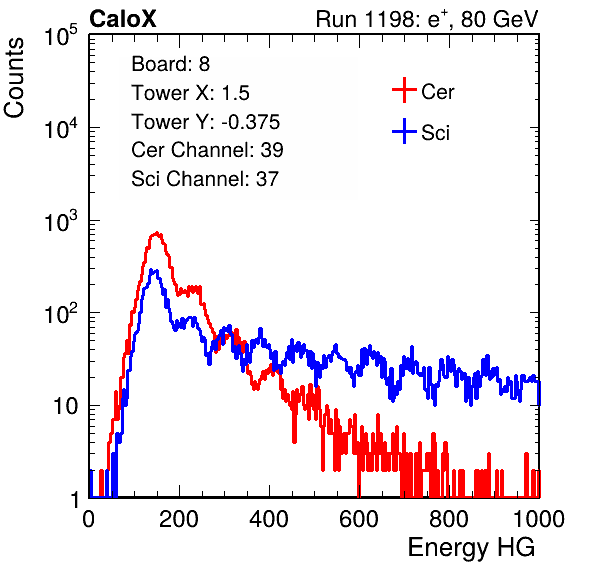 CaloX Run 1198: e⁺, 80 GeV
Counts
Board: 8
Tower X: 1.5
Tower Y: -0.375
Cer Channel: 39
Sci Channel: 37
Cer
Sci
10⁵
10⁴
10³
10²
10
1
0 200 400 600 800 1000
Energy HG